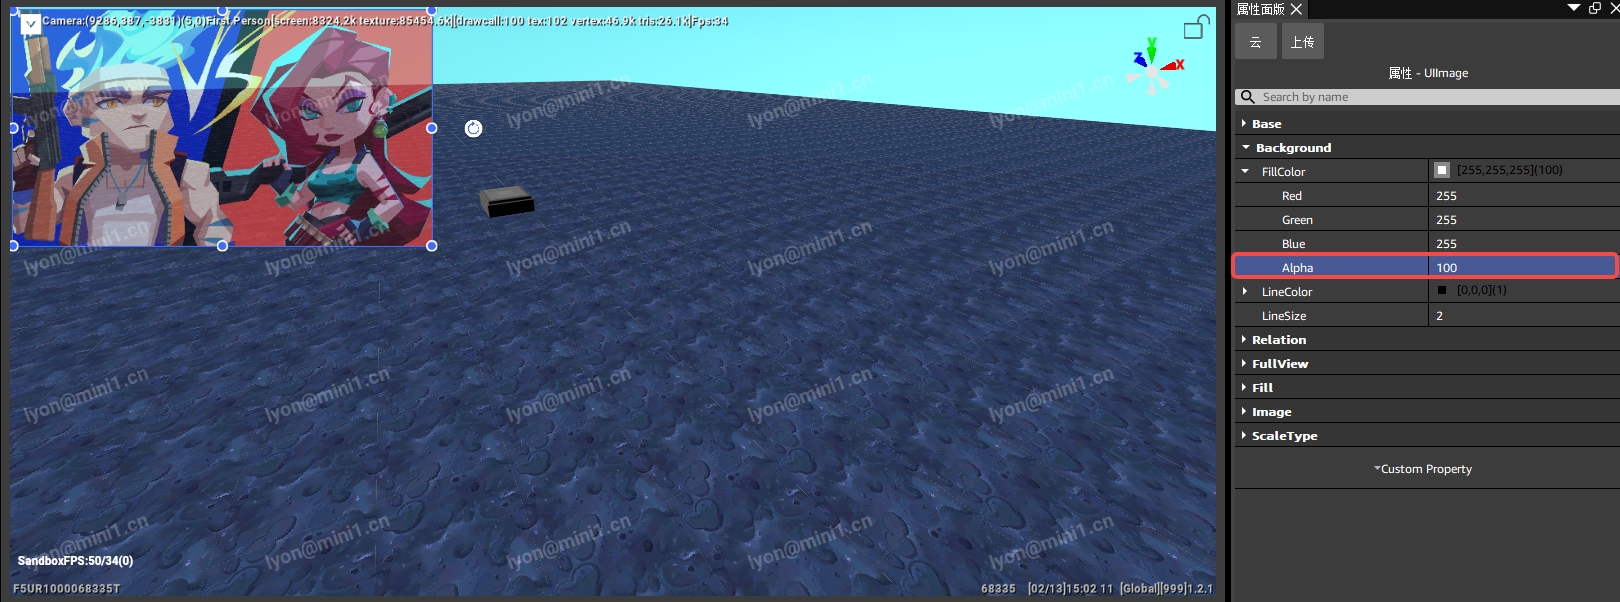 Camera:(9286,387,-3831)(5,0)First Person|screen:8324.2k texture:85454.6k||drawcall:100 tex:102 vertex:46.9k tris:26.1k|Fps:34
VS
Y
Z
X
lyon@mini1.cn lyon@mini1.cn lyon@mini1.cn lyon@mini1.cn lyon@mini1.cn
lyon@mini1.cn lyon@mini1.cn lyon@mini1.cn lyon@mini1.cn lyon@mini1.cn
lyon@mini1.cn lyon@mini1.cn lyon@mini1.cn lyon@mini1.cn lyon@mini1.cn
lyon@mini1.cn lyon@mini1.cn lyon@mini1.cn lyon@mini1.cn lyon@mini1.cn
SandboxFPS:50/34(0)
F5UR1000068335T
68335 [02/13]15:02 11 [Global][999]1.2.1
属性面版
云 上传
属性 - UIImage
Search by name
Base
Background
FillColor [255,255,255](100)
Red 255
Green 255
Blue 255
Alpha 100
LineColor [0,0,0](1)
LineSize 2
Relation
FullView
Fill
Image
ScaleType
Custom Property